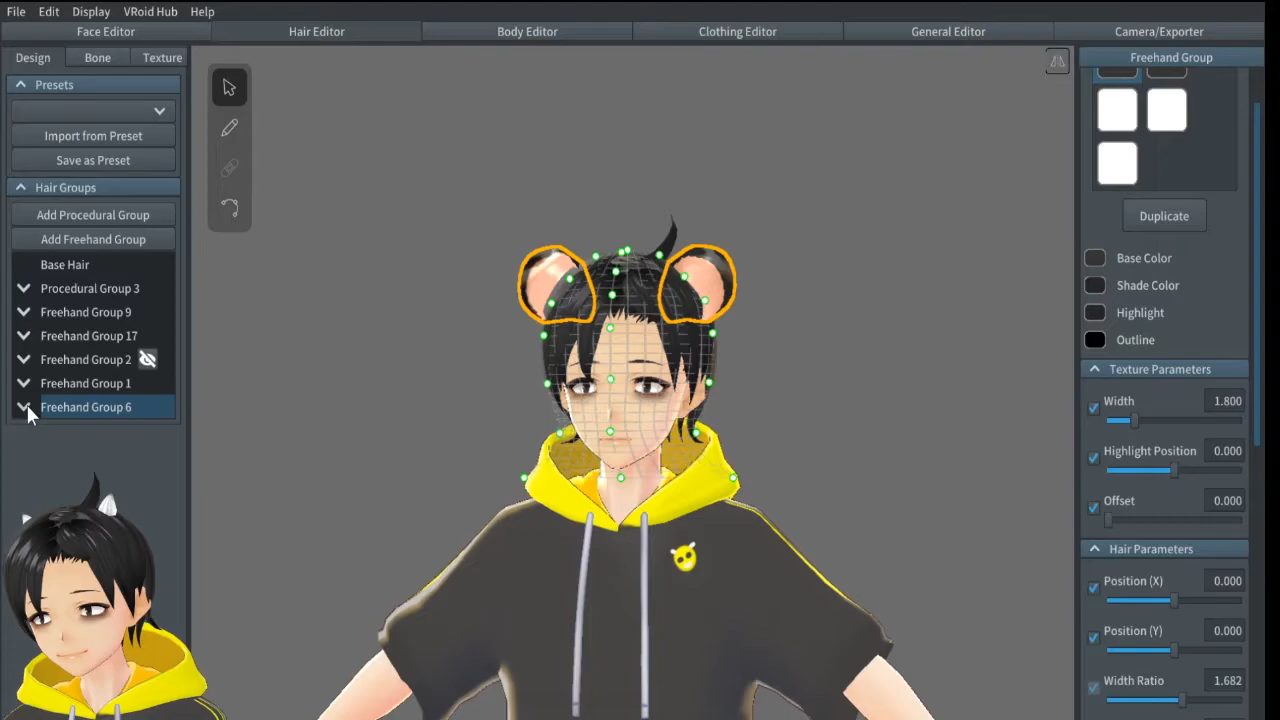 File Edit Display VRoid Hub Help
Face Editor Hair Editor Body Editor Clothing Editor General Editor Camera/Exporter
Design Bone Texture
Presets
Import from Preset
Save as Preset
Hair Groups
Add Procedural Group
Add Freehand Group
Base Hair
Procedural Group 3
Freehand Group 9
Freehand Group 17
Freehand Group 2
Freehand Group 1
Freehand Group 6
Freehand Group
Duplicate
Base Color
Shade Color
Highlight
Outline
Texture Parameters
Width 1.800
Highlight Position 0.000
Offset 0.000
Hair Parameters
Position (X) 0.000
Position (Y) 0.000
Width Ratio 1.682